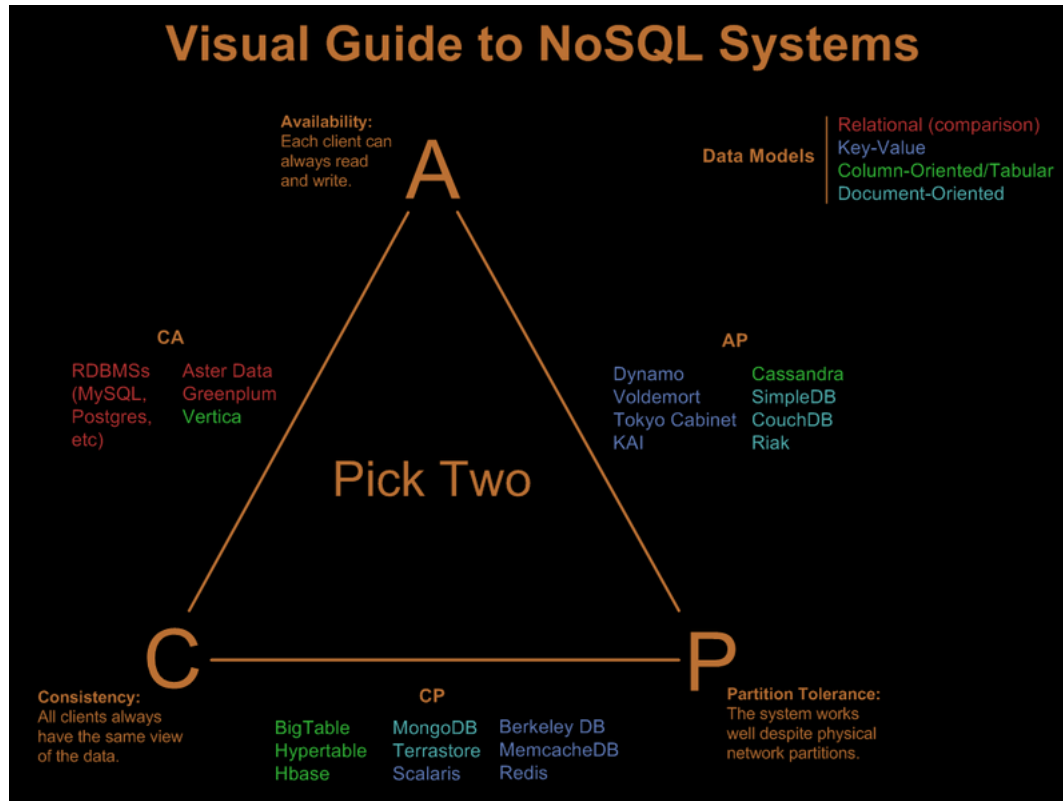 Visual Guide to NoSQL Systems
Availability:
Each client can
always read
and write.
A
Data Models
Relational (comparison)
Key-Value
Column-Oriented/Tabular
Document-Oriented
CA
RDBMSs
(MySQL,
Postgres,
etc)
Aster Data
Greenplum
Vertica
AP
Dynamo
Voldemort
Tokyo Cabinet
KAI
Cassandra
SimpleDB
CouchDB
Riak
Pick Two
C
P
Consistency:
All clients always
have the same view
of the data.
CP
BigTable
Hypertable
Hbase
MongoDB
Terrastore
Scalaris
Berkeley DB
MemcacheDB
Redis
Partition Tolerance:
The system works
well despite physical
network partitions.